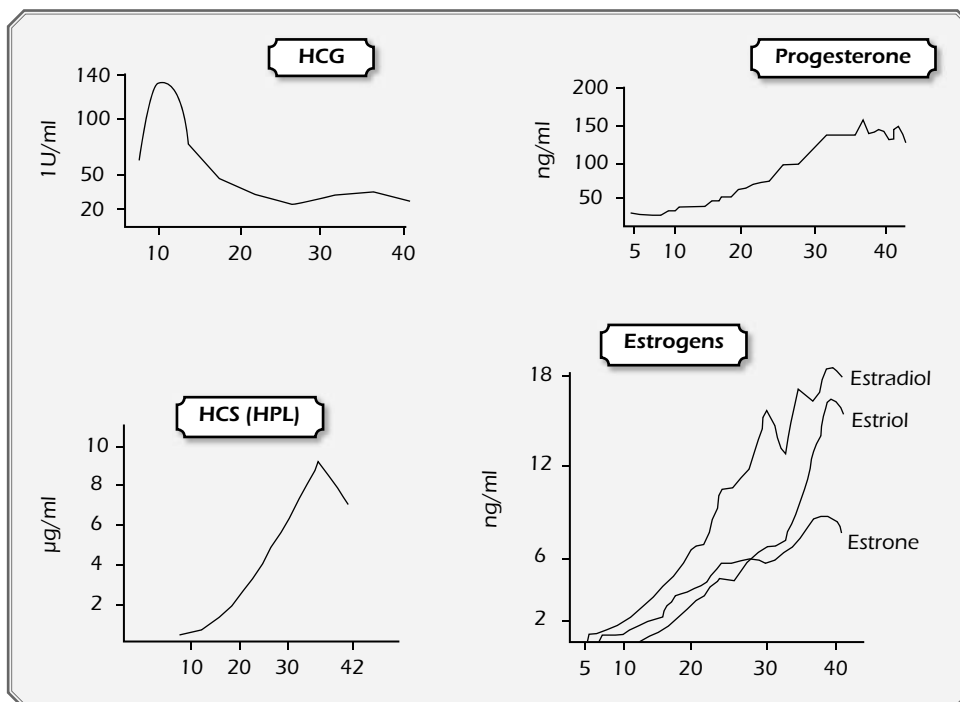 HCG
140
100
50
20
1U/ml
10 20 30 40
Progesterone
200
150
100
50
ng/ml
5 10 20 30 40
HCS (HPL)
10
8
6
4
2
µg/ml
10 20 30 42
Estrogens
18
12
6
2
ng/ml
Estradiol
Estriol
Estrone
5 10 20 30 40